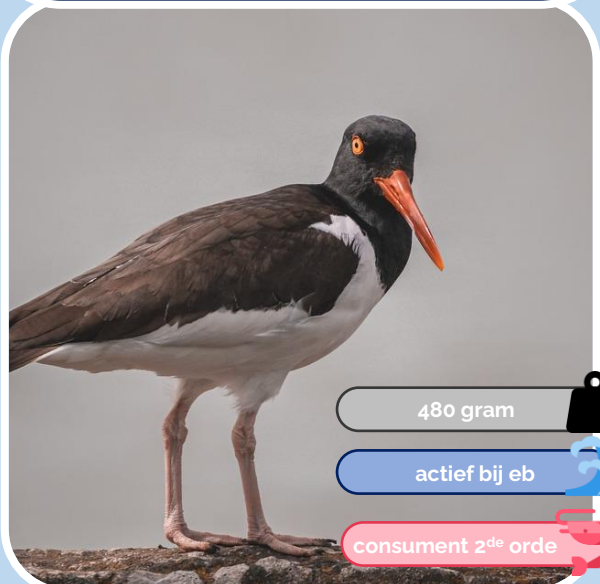 480 gram
actief bij eb
consument 2de orde